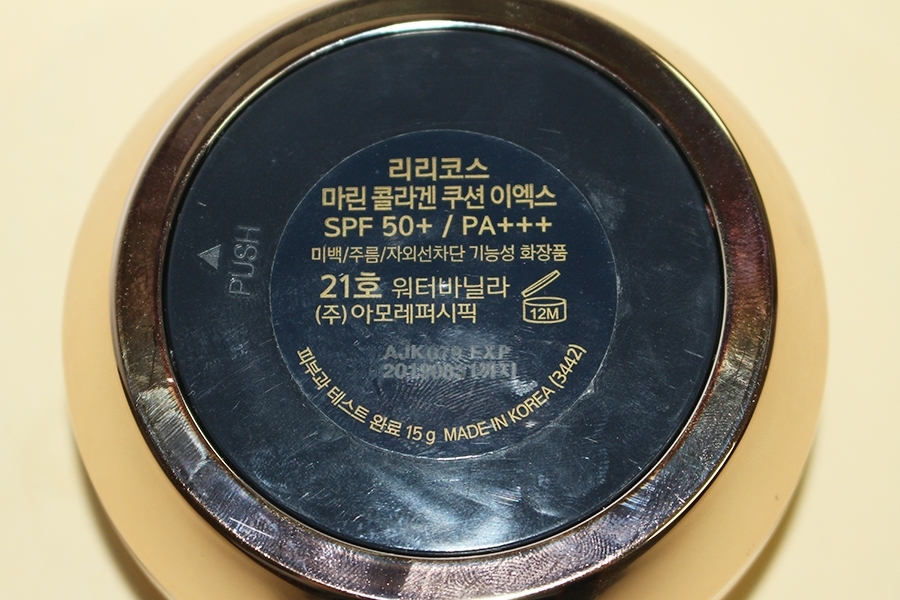 리리코스
마린 콜라겐 쿠션 이엑스
SPF 50+ / PA+++
미백/주름/자외선차단 기능성 화장품
21호 워터바닐라
(주)아모레퍼시픽
12M
EXP
피부과 테스트 완료 15g MADE IN KOREA (3442)
PUSH